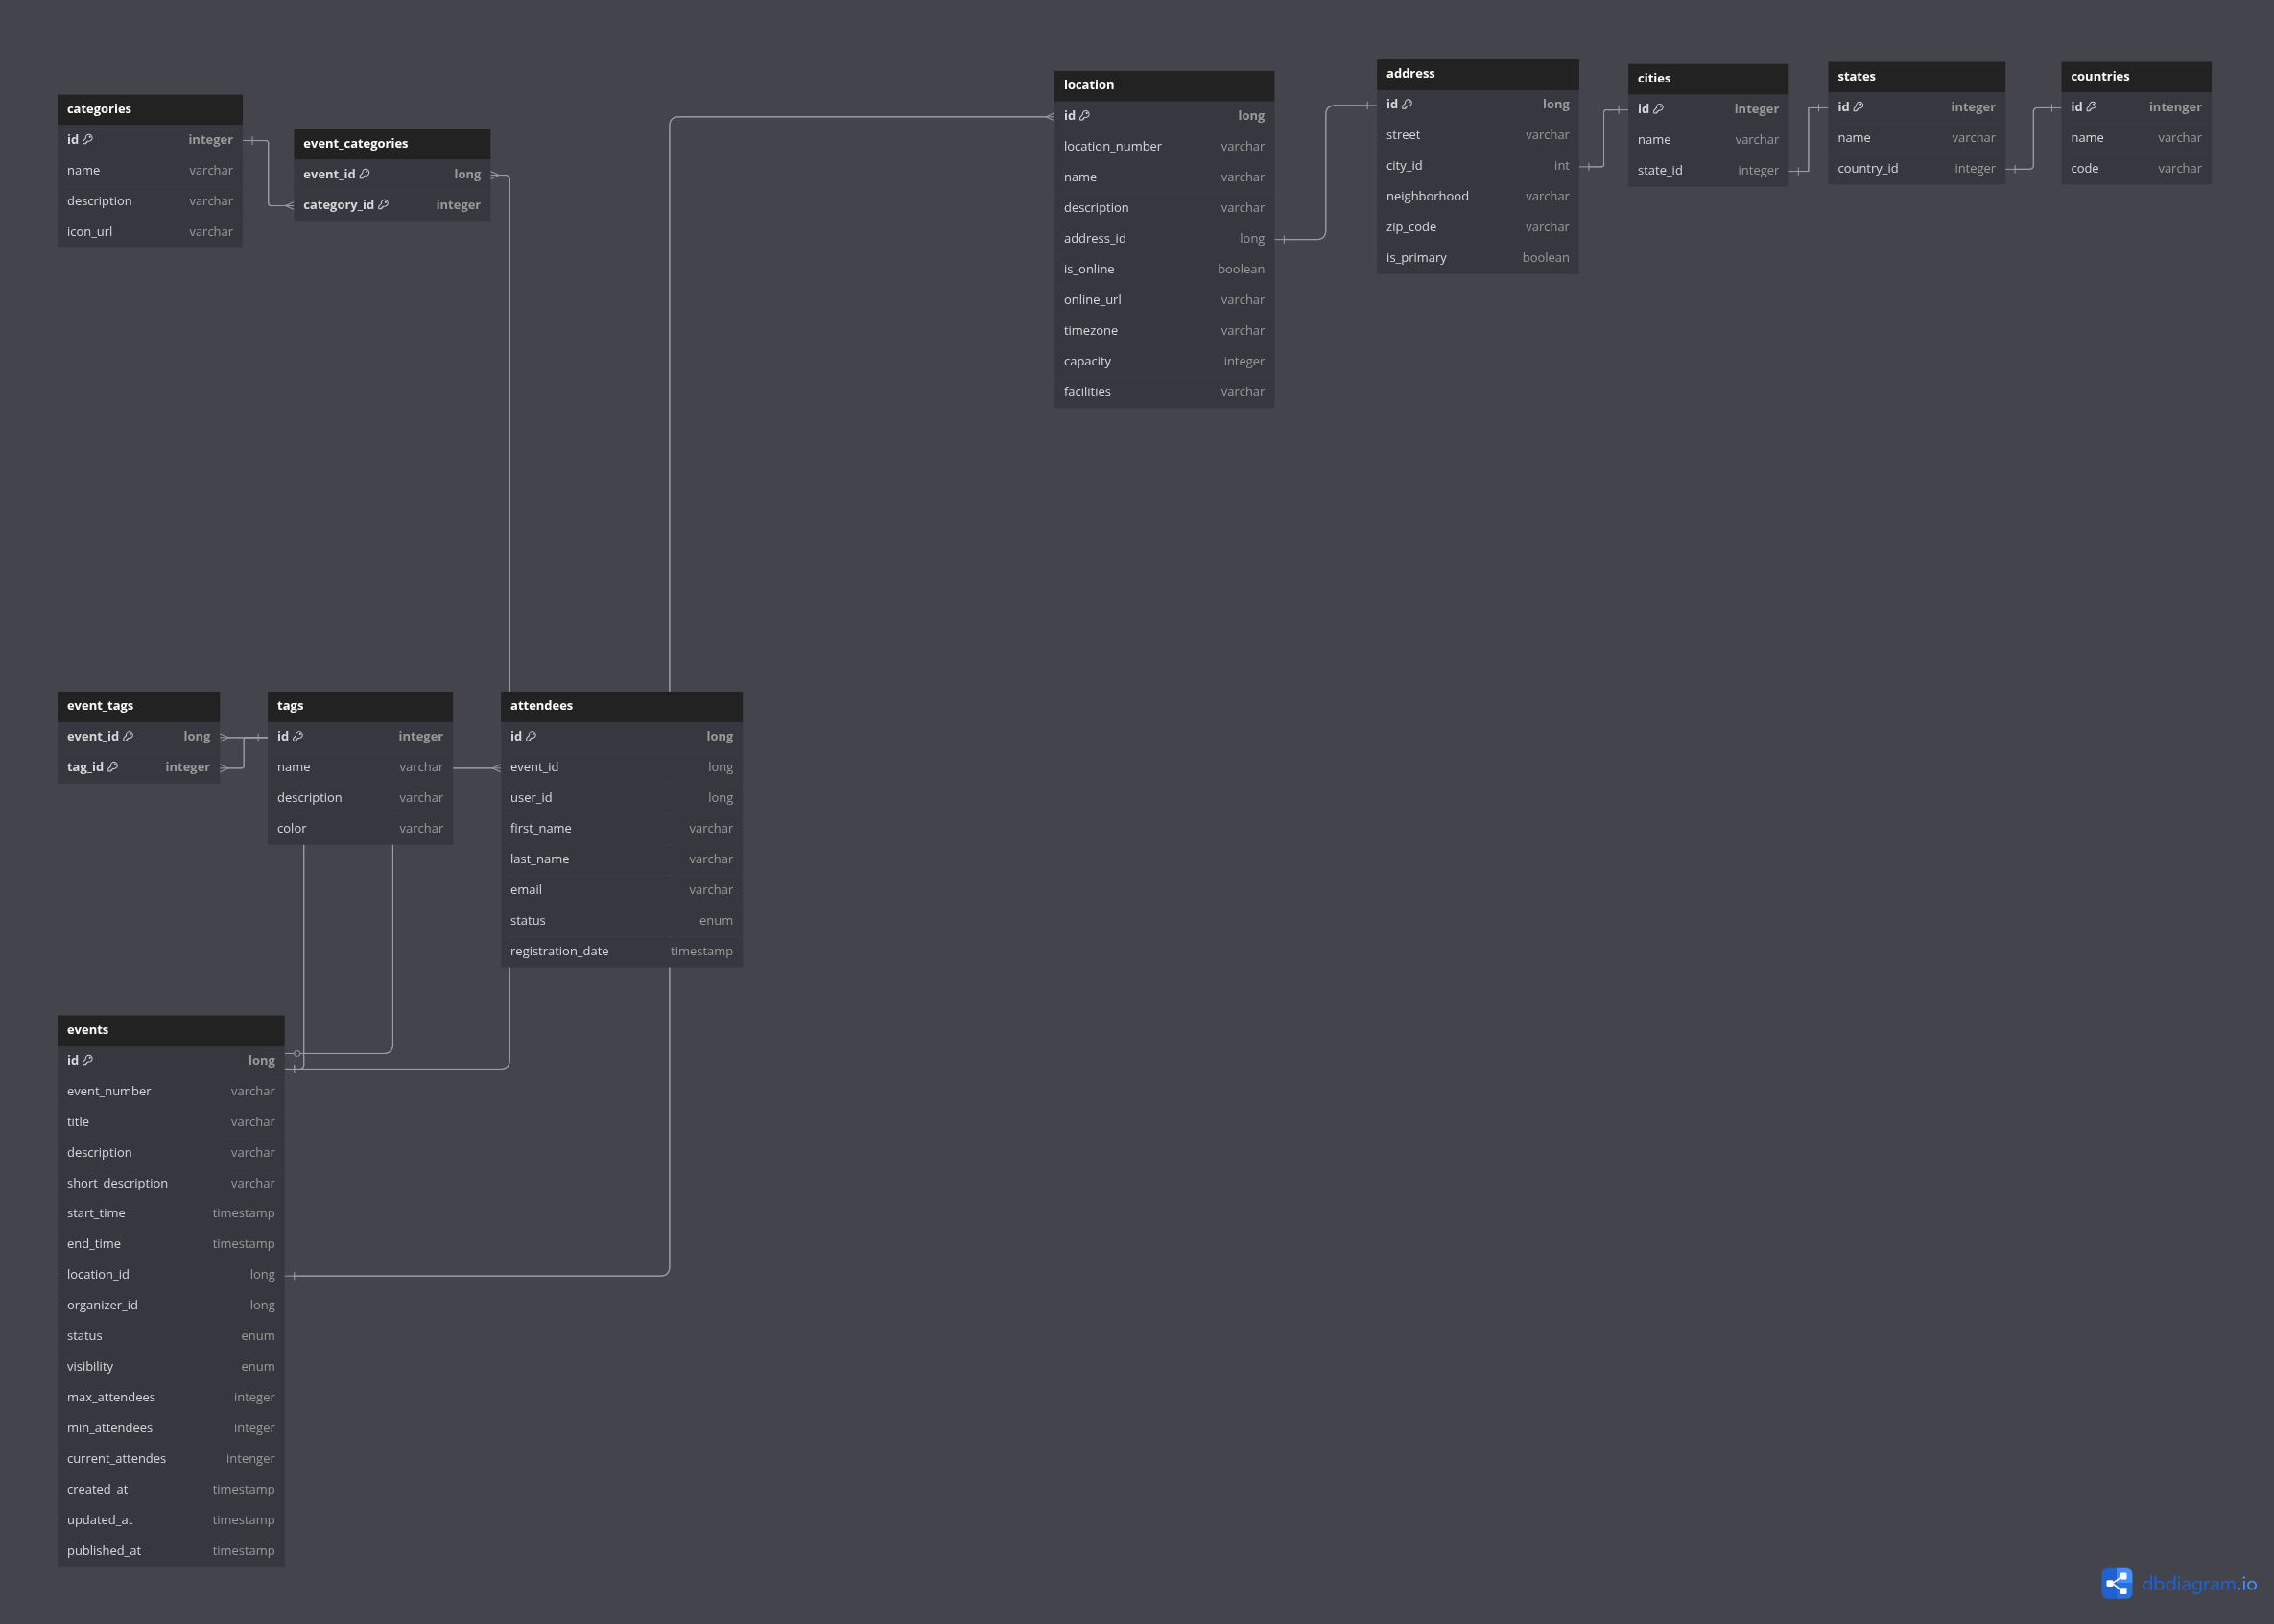 categories
id integer
name varchar
description varchar
icon_url varchar
event_categories
event_id long
category_id integer
location
id long
location_number varchar
name varchar
description varchar
address_id long
is_online boolean
online_url varchar
timezone varchar
capacity integer
facilities varchar
address
id long
street varchar
city_id int
neighborhood varchar
zip_code varchar
is_primary boolean
cities
id integer
name varchar
state_id integer
states
id integer
name varchar
country_id integer
countries
id intenger
name varchar
code varchar
event_tags
event_id long
tag_id integer
tags
id integer
name varchar
description varchar
color varchar
attendees
id long
event_id long
user_id long
first_name varchar
last_name varchar
email varchar
status enum
registration_date timestamp
events
id long
event_number varchar
title varchar
description varchar
short_description varchar
start_time timestamp
end_time timestamp
location_id long
organizer_id long
status enum
visibility enum
max_attendees integer
min_attendees integer
current_attendes intenger
created_at timestamp
updated_at timestamp
published_at timestamp
dbdiagram.io